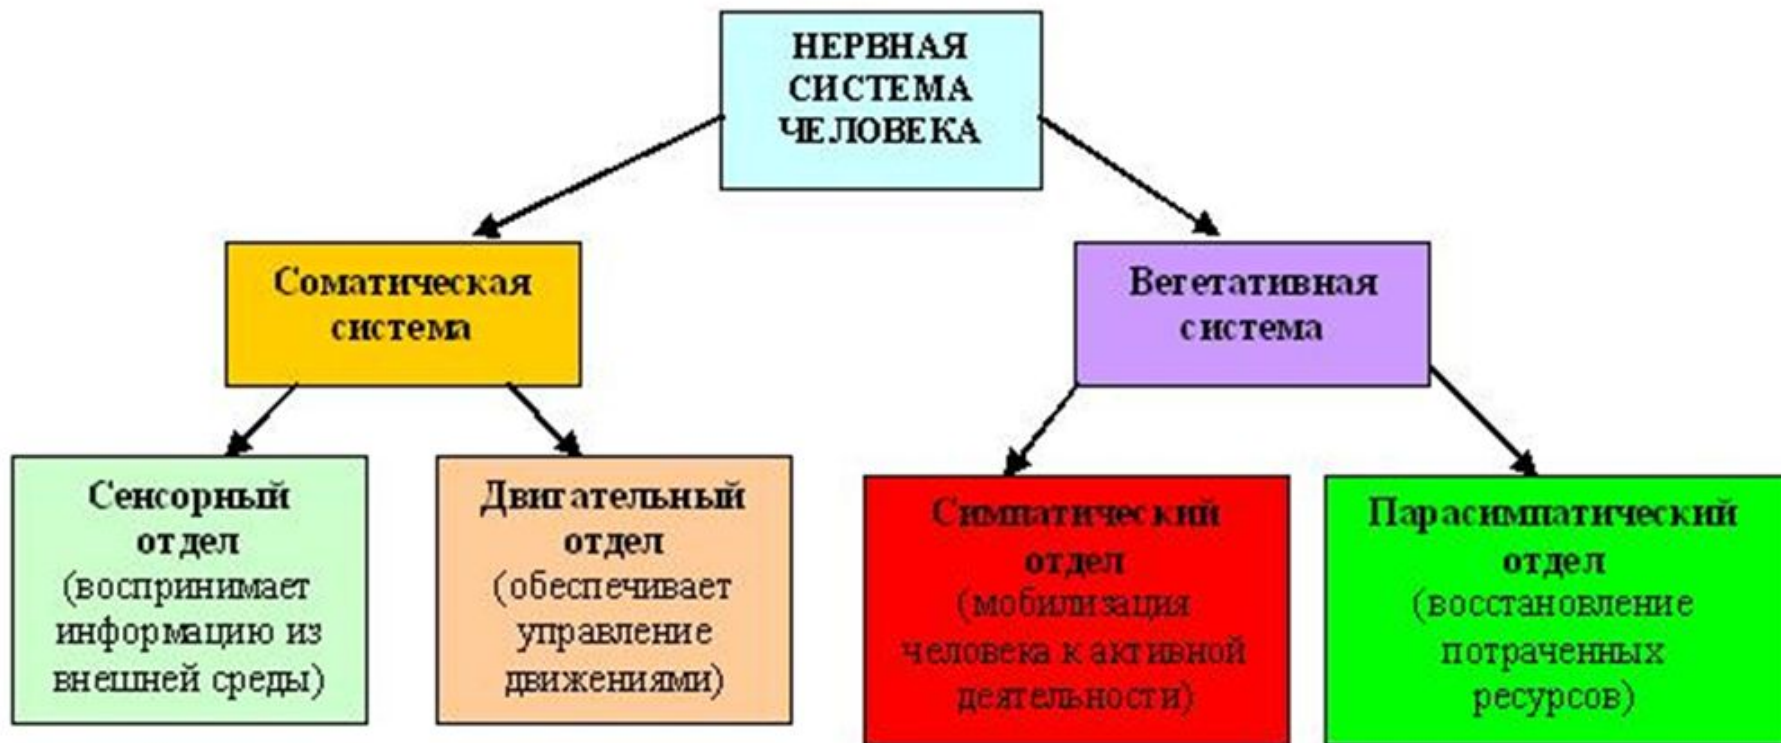 НЕРВНАЯ
СИСТЕМА
ЧЕЛОВЕКА
Соматическая
система
Вегетативная
система
Сенсорный
отдел
(воспринимает
информацию из
внешней среды)
Двигательный
отдел
(обеспечивает
управление
движениями)
Симпатический
отдел
(мобилизация
человека к активной
деятельности)
Парасимпатический
отдел
(восстановление
потраченных
ресурсов)